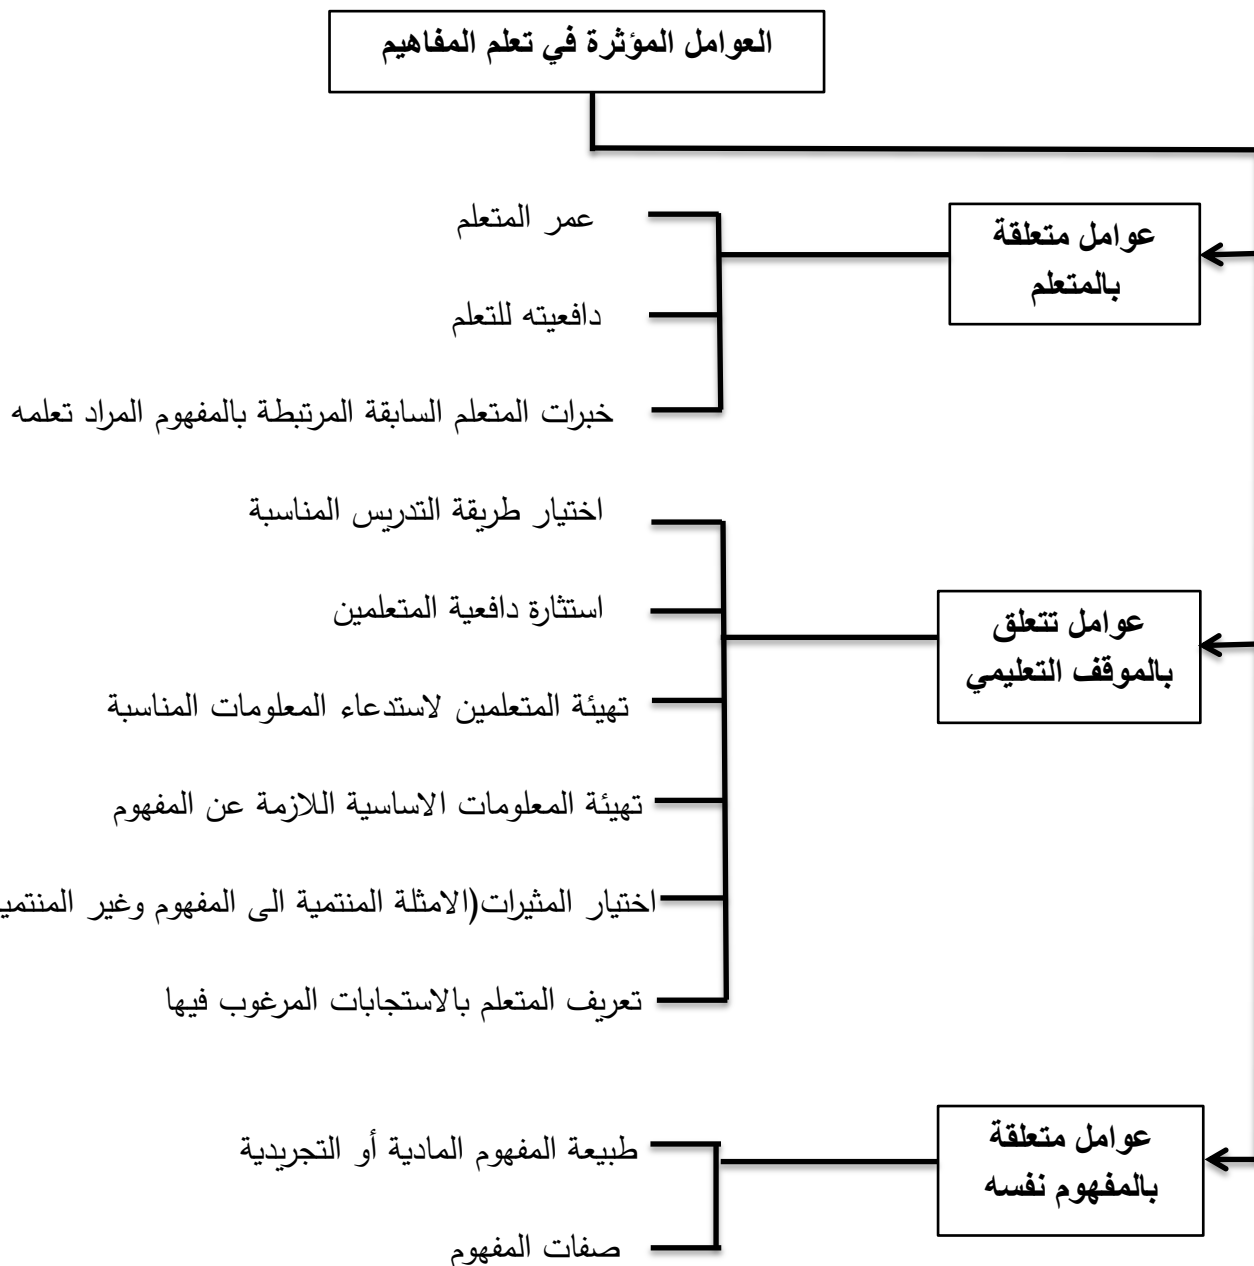 العوامل المؤثرة في تعلم المفاهيم
عوامل متعلقة
بالمتعلم
عمر المتعلم
دافعيته للتعلم
خبرات المتعلم السابقة المرتبطة بالمفهوم المراد تعلمه
عوامل تتعلق
بالموقف التعليمي
اختيار طريقة التدريس المناسبة
استثارة دافعية المتعلمين
تهيئة المتعلمين لاستدعاء المعلومات المناسبة
تهيئة المعلومات الاساسية اللازمة عن المفهوم
اختيار المثيرات(الامثلة المنتمية الى المفهوم وغير
تعريف المتعلم بالاستجابات المرغوب فيها
عوامل متعلقة
بالمفهوم نفسه
طبيعة المفهوم المادية أو التجريدية
صفات المفهوم